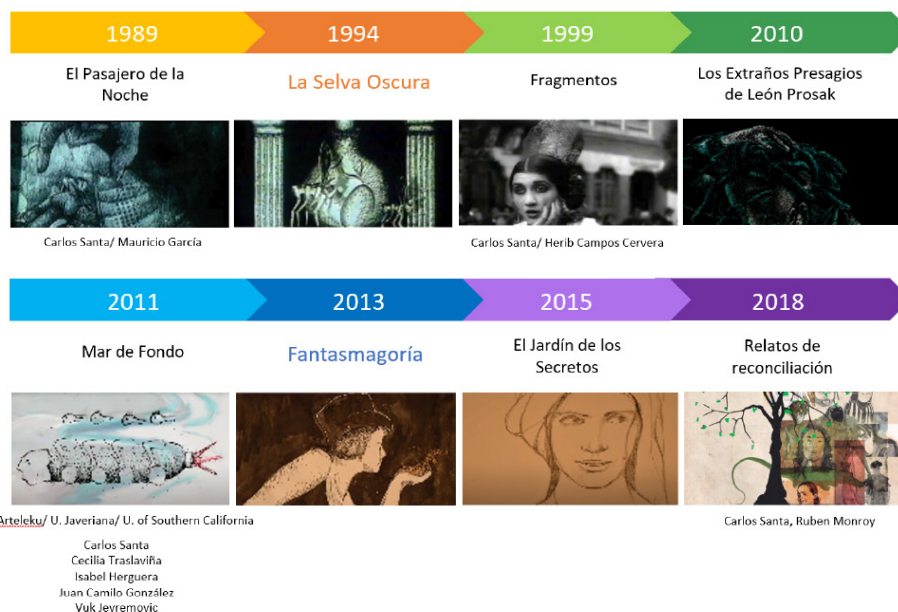 1989
1994
1999
2010
El Pasajero de la
Noche
La Selva Oscura
Fragmentos
Los Extraños Presagios
de León Prosak
Carlos Santa/ Mauricio García
Carlos Santa/ Herib Campos Cervera
2011
2013
2015
2018
Mar de Fondo
Fantasmagoría
El Jardín de los
Secretos
Relatos de
reconciliación
Arteleku/ U. Javeriana/ U. of Southern California
Carlos Santa, Ruben Monroy
Carlos Santa
Cecilia Traslaviña
Isabel Herguera
Juan Camilo González
Vuk Jevremovic